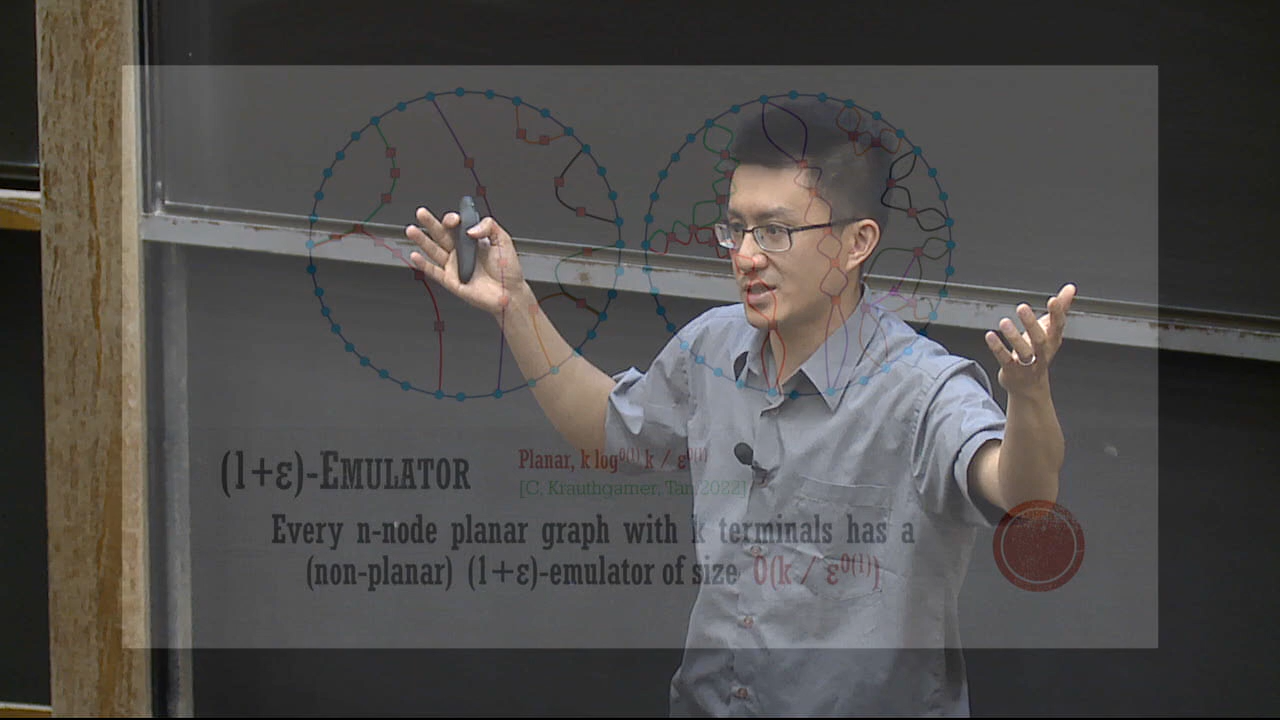 (1+ε)-EMULATOR
Planar, k log^O(1) k / ε^O(1)
[C, Krauthgamer, Tan 2022]
Every n-node planar graph with k terminals has a
(non-planar) (1+ε)-emulator of size Õ(k / ε^O(1))